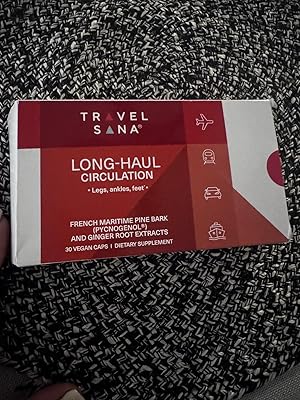 TRAVEL
SANA®
LONG-HAUL
CIRCULATION
• Legs, ankles, feet •
FRENCH MARITIME PINE BARK
(PYCNOGENOL®)
AND GINGER ROOT EXTRACTS
30 VEGAN CAPS I DIETARY SUPPLEMENT